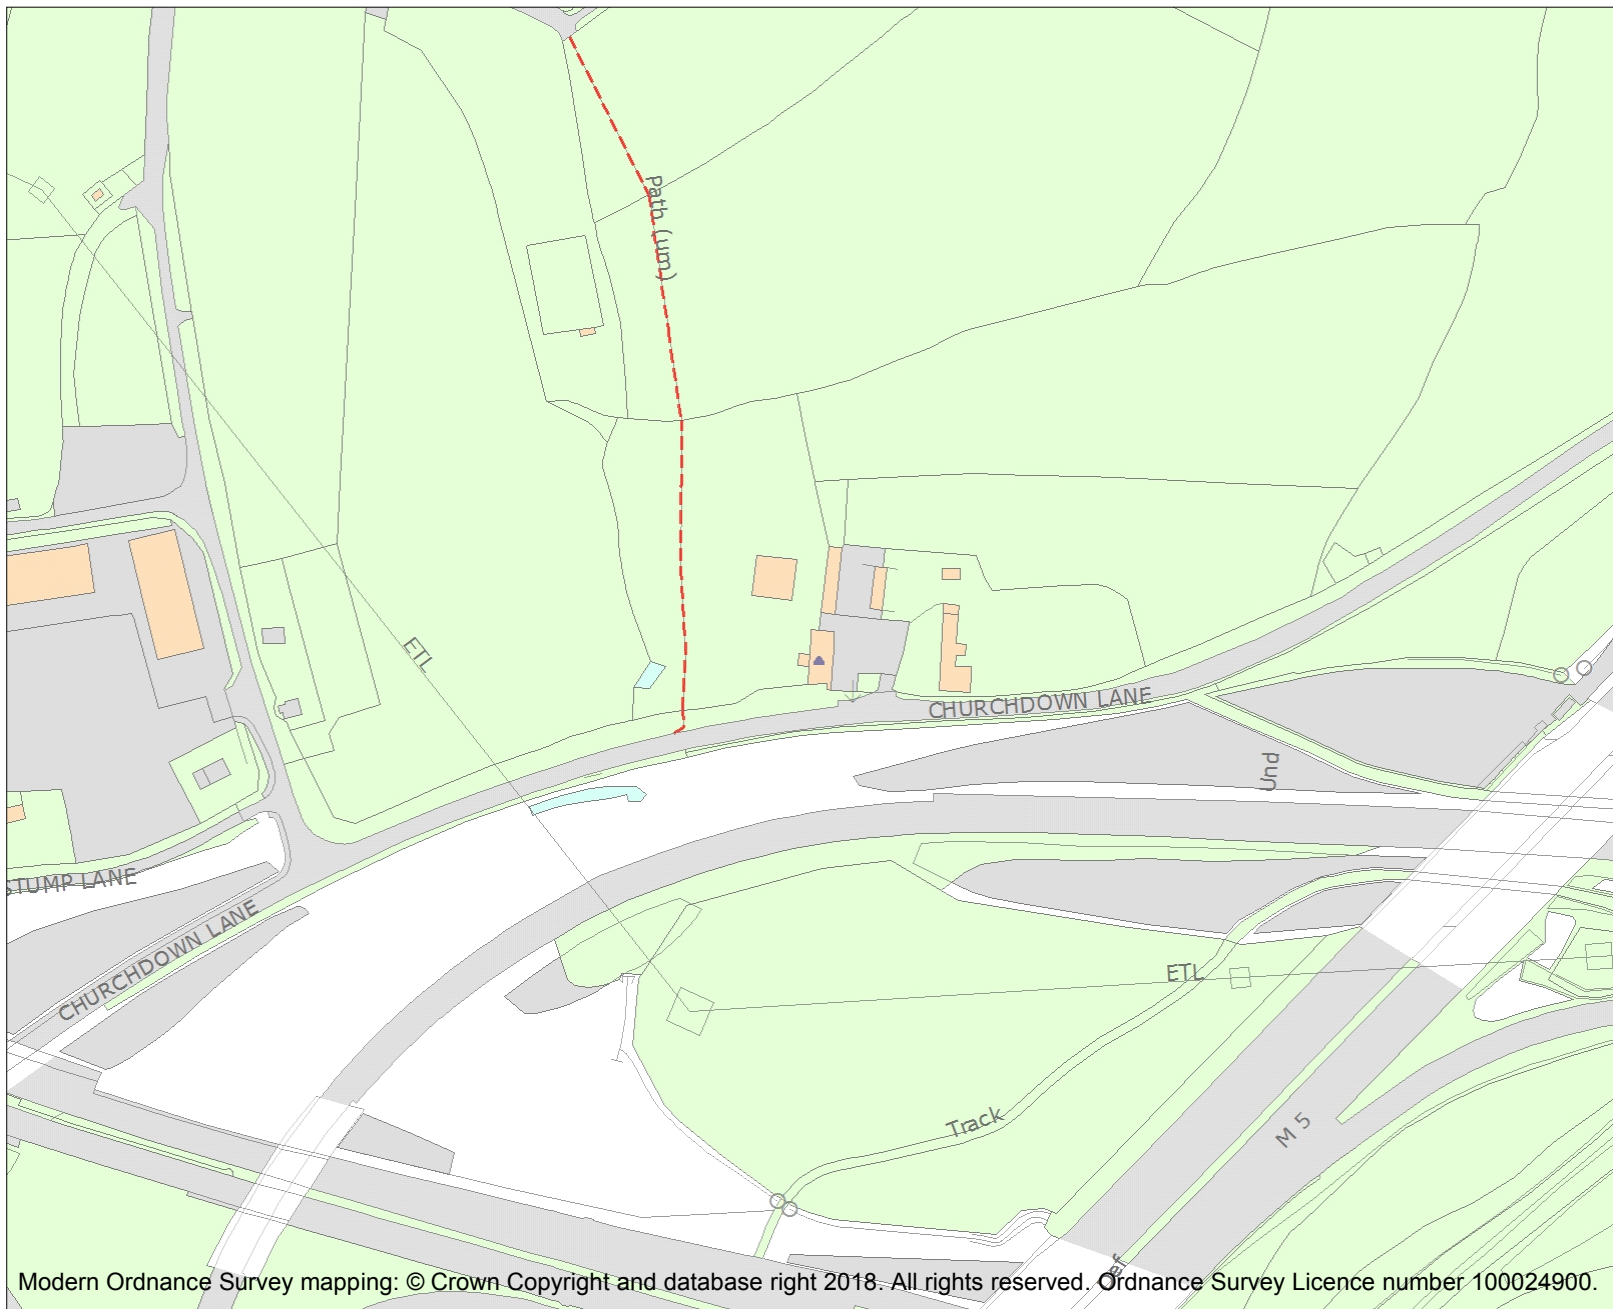 Path (um)
ETL
CHURCHDOWN LANE
Und
STUMP LANE
CHURCHDOWN LANE
ETL
Track
M 5
Def
Modern Ordnance Survey mapping: © Crown Copyright and database right 2018. All rights reserved. Ordnance Survey Licence number 100024900.